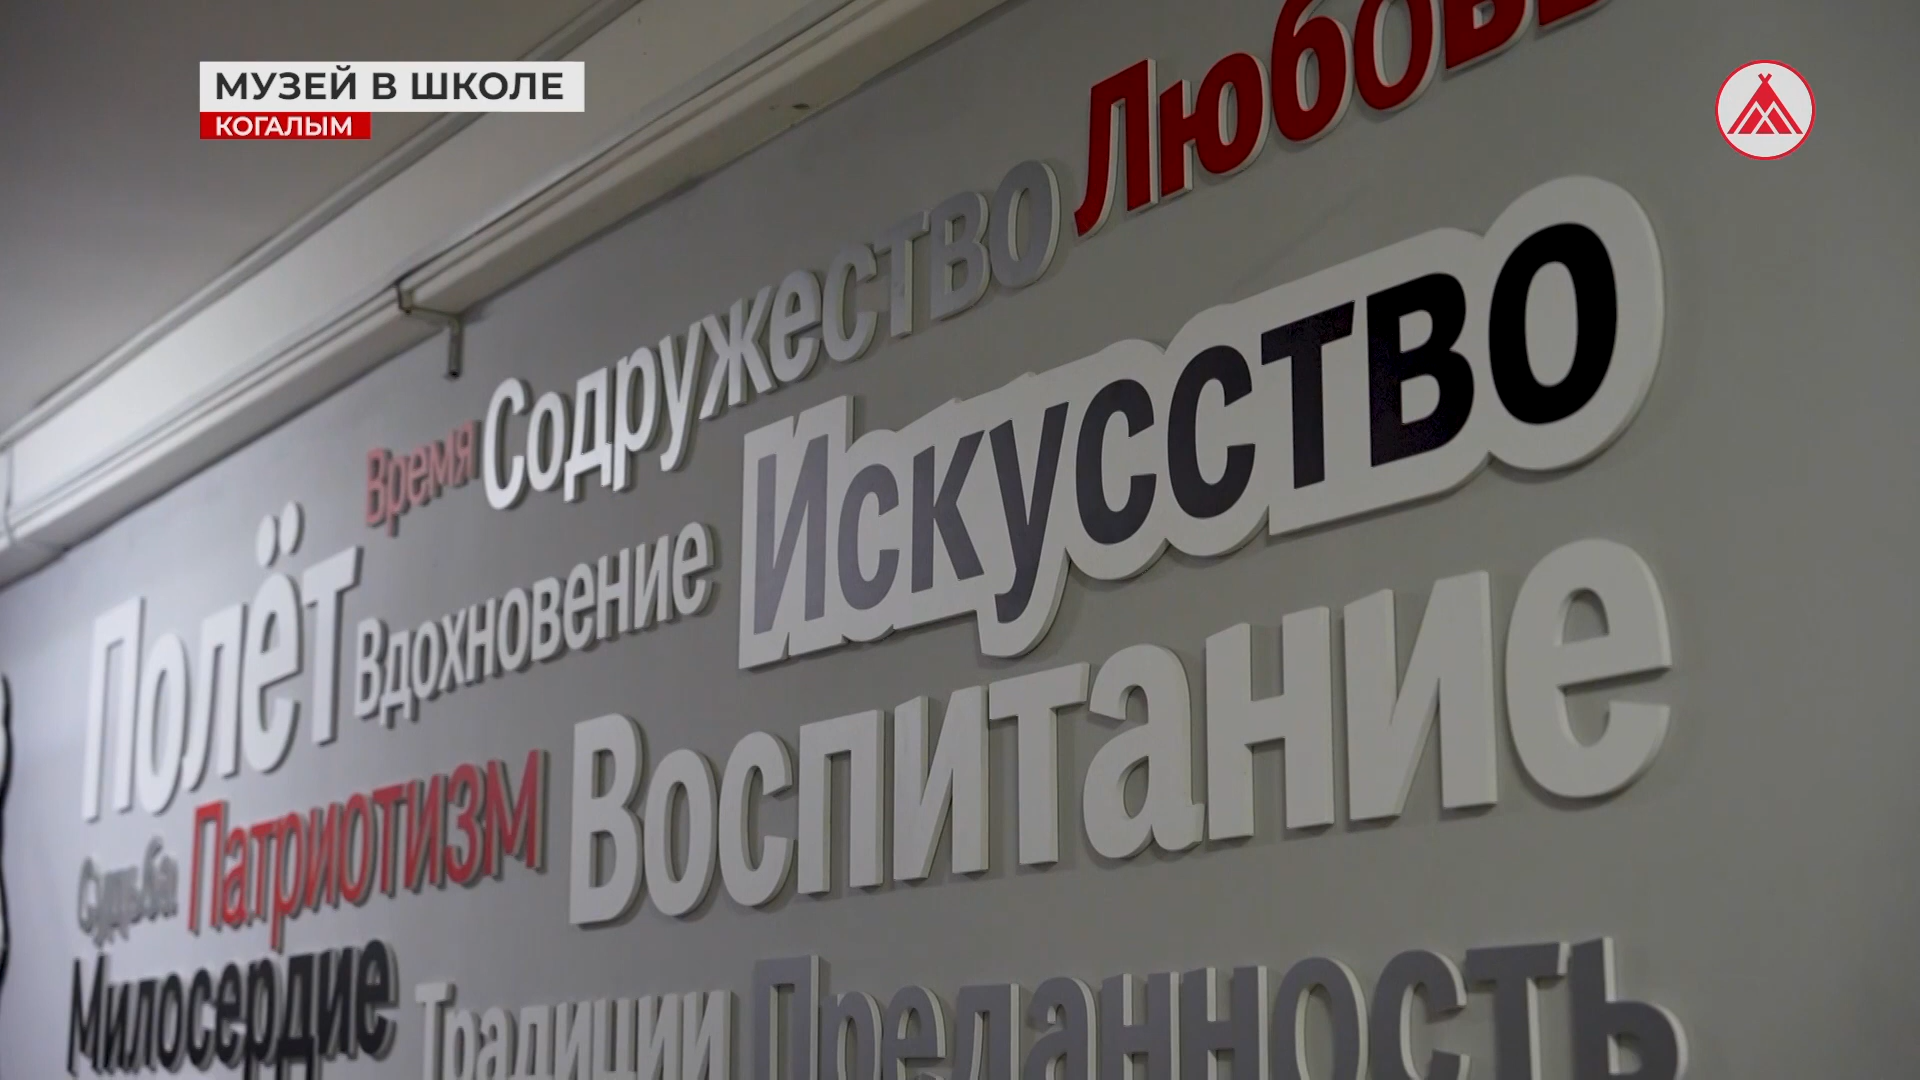 МУЗЕЙ В ШКОЛЕ
КОГАЛЫМ
Любовь
Время Содружество
Искусство
Полёт Вдохновение
Воспитание
Судьба Патриотизм
Милосердие Традиции Преданность